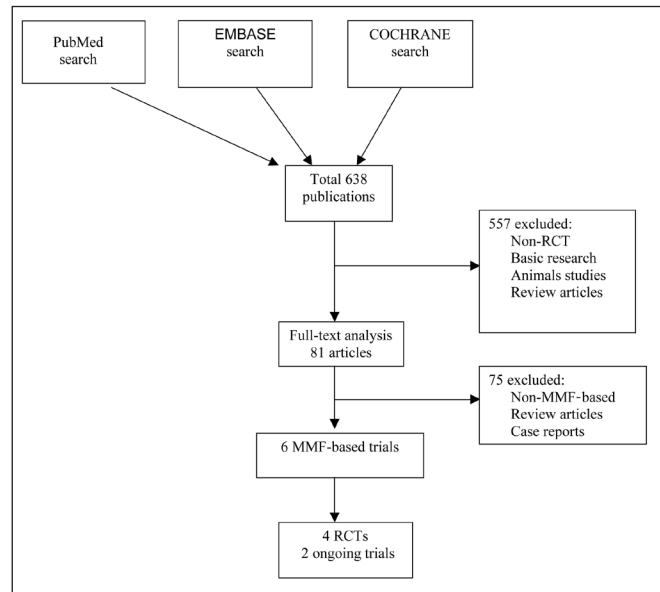 PubMed
search
EMBASE
search
COCHRANE
search
Total 638
publications
557 excluded:
Non-RCT
Basic research
Animals studies
Review articles
Full-text analysis
81 articles
75 excluded:
Non-MMF-based
Review articles
Case reports
6 MMF-based trials
4 RCTs
2 ongoing trials